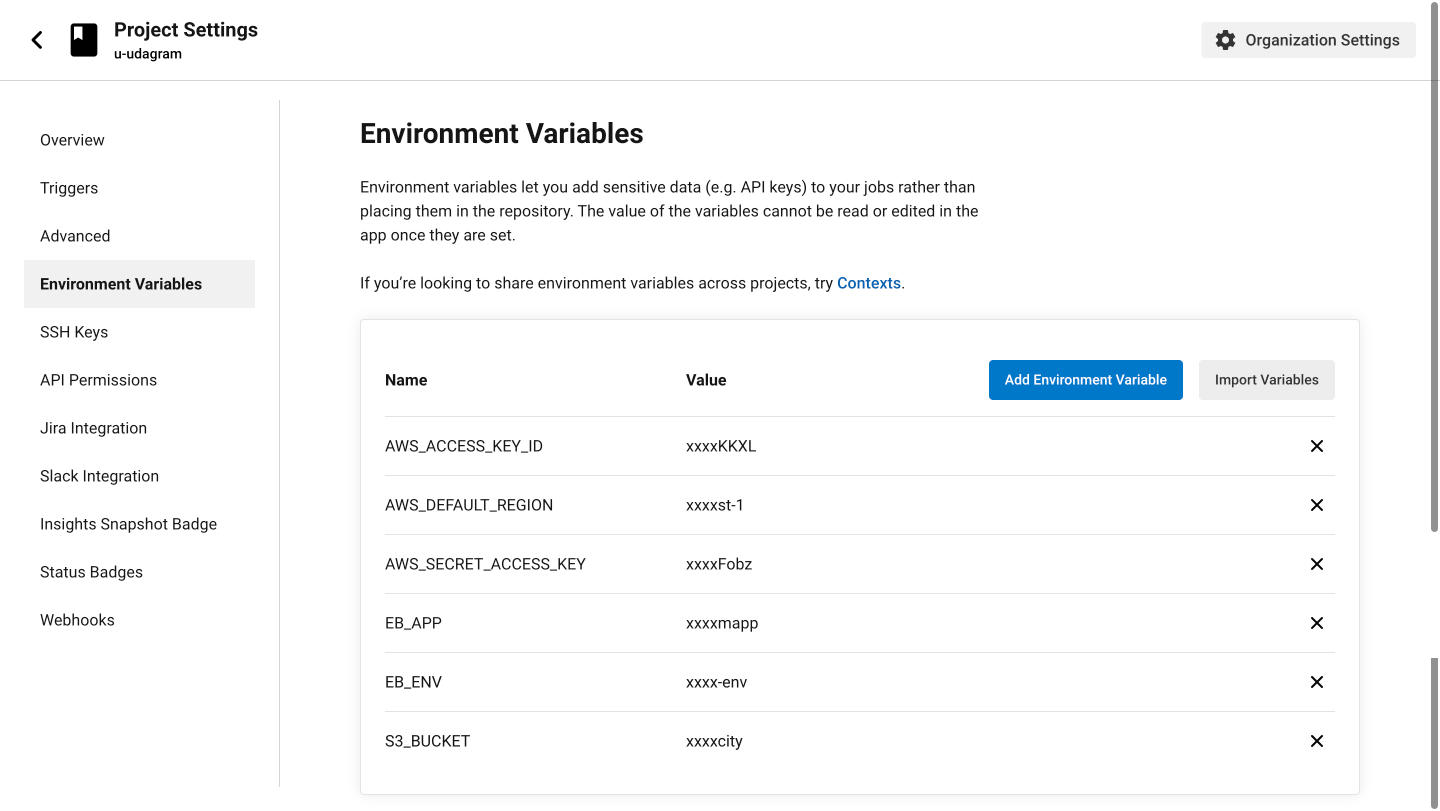 Project Settings
u-udagram
Organization Settings
Overview
Triggers
Advanced
Environment Variables
SSH Keys
API Permissions
Jira Integration
Slack Integration
Insights Snapshot Badge
Status Badges
Webhooks
Environment Variables
Environment variables let you add sensitive data (e.g. API keys) to your jobs rather than
placing them in the repository. The value of the variables cannot be read or edited in the
app once they are set.
If you’re looking to share environment variables across projects, try Contexts.
Name Value Add Environment Variable Import Variables
AWS_ACCESS_KEY_ID xxxxKKXL
AWS_DEFAULT_REGION xxxxst-1
AWS_SECRET_ACCESS_KEY xxxxFobz
EB_APP xxxxmapp
EB_ENV xxxx-env
S3_BUCKET xxxxcity